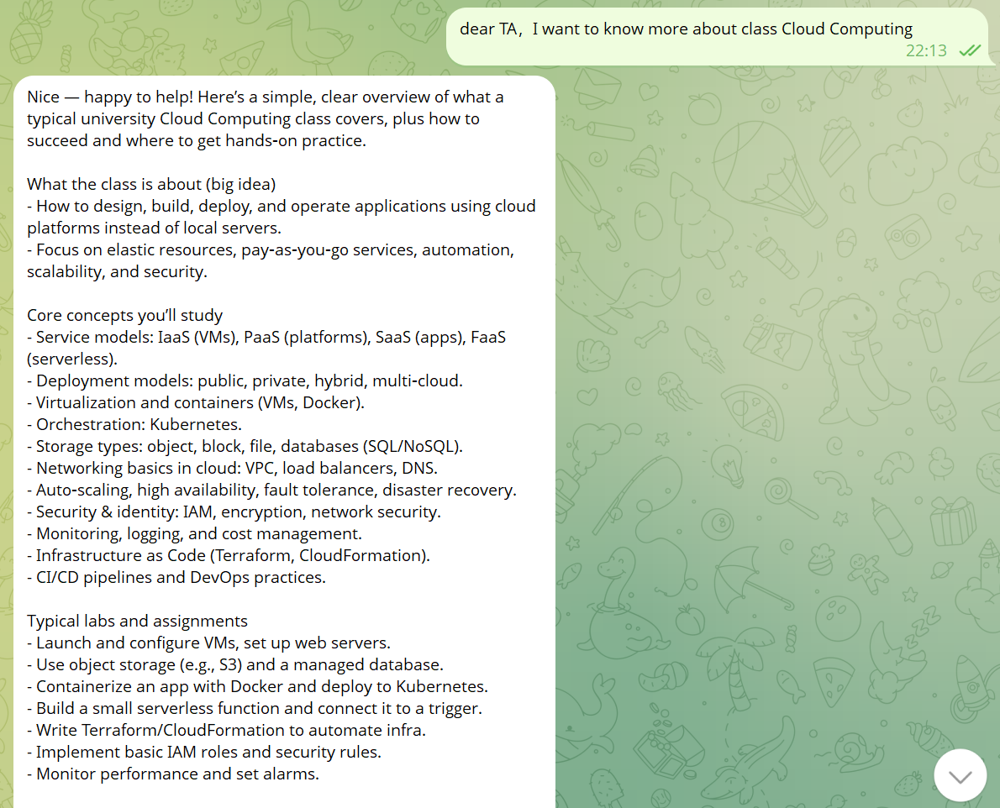 dear TA,  I want to know more about class Cloud Computing
22:13
Nice — happy to help! Here’s a simple, clear overview of what a
typical university Cloud Computing class covers, plus how to
succeed and where to get hands-on practice.
What the class is about (big idea)
- How to design, build, deploy, and operate applications using cloud
platforms instead of local servers.
- Focus on elastic resources, pay-as-you-go services, automation,
scalability, and security.
Core concepts you’ll study
- Service models: IaaS (VMs), PaaS (platforms), SaaS (apps), FaaS
(serverless).
- Deployment models: public, private, hybrid, multi-cloud.
- Virtualization and containers (VMs, Docker).
- Orchestration: Kubernetes.
- Storage types: object, block, file, databases (SQL/NoSQL).
- Networking basics in cloud: VPC, load balancers, DNS.
- Auto-scaling, high availability, fault tolerance, disaster recovery.
- Security & identity: IAM, encryption, network security.
- Monitoring, logging, and cost management.
- Infrastructure as Code (Terraform, CloudFormation).
- CI/CD pipelines and DevOps practices.
Typical labs and assignments
- Launch and configure VMs, set up web servers.
- Use object storage (e.g., S3) and a managed database.
- Containerize an app with Docker and deploy to Kubernetes.
- Build a small serverless function and connect it to a trigger.
- Write Terraform/CloudFormation to automate infra.
- Implement basic IAM roles and security rules.
- Monitor performance and set alarms.